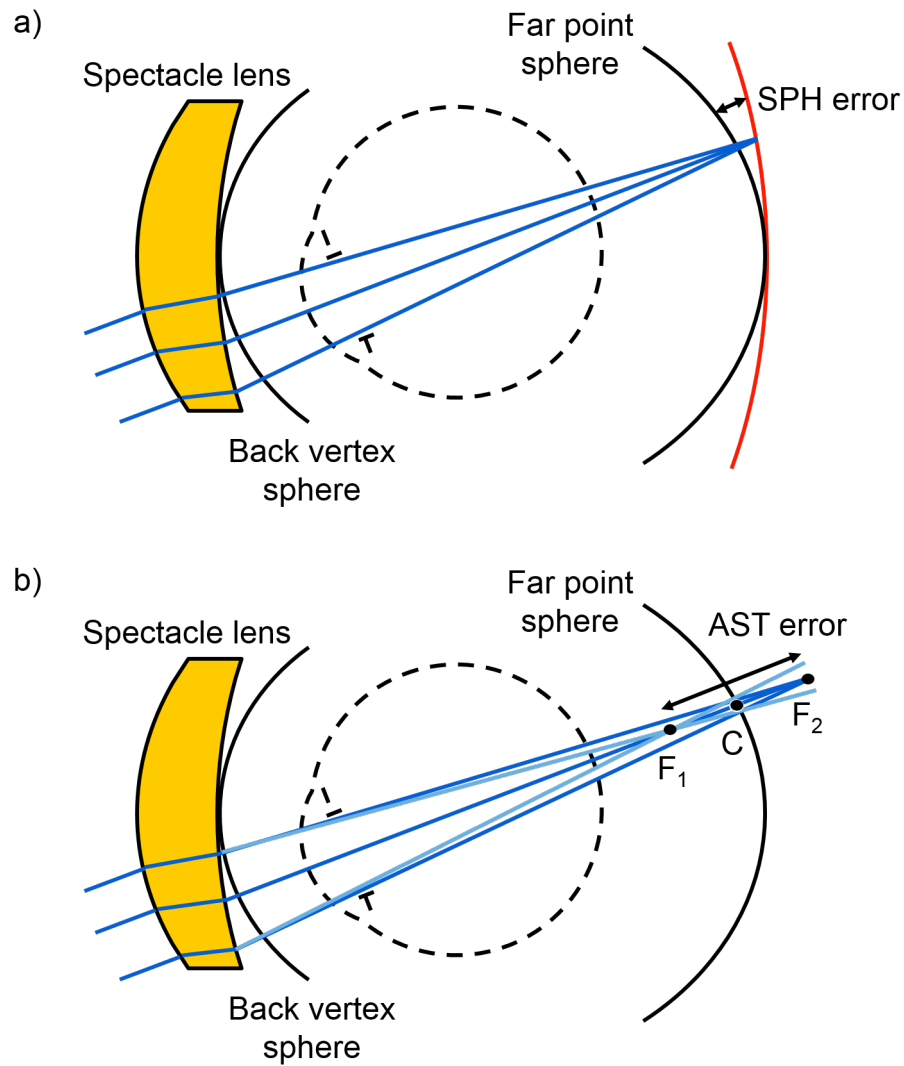 a)
Far point
sphere
Spectacle lens
SPH error
Back vertex
sphere
b)
Far point
sphere
Spectacle lens
AST error
F₁
C
F₂
Back vertex
sphere